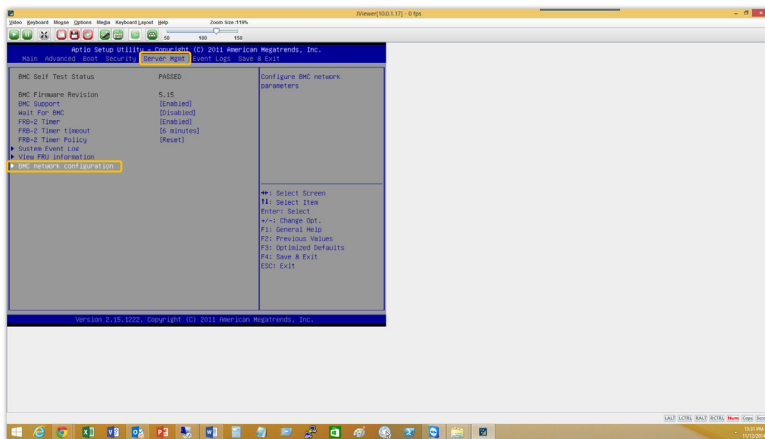 JViewer[10.0.1.17] - 0 fps
Video Keyboard Mouse Options Media Keyboard Layout Help Zoom Size :119%
50 100 150
Aptio Setup Utility - Copyright (C) 2011 American Megatrends, Inc.
Main Advanced Boot Security Server Mgmt Event Logs Save & Exit
BMC Self Test Status PASSED
BMC Firmware Revision 5.15
BMC Support [Enabled]
Wait For BMC [Disabled]
FRB-2 Timer [Enabled]
FRB-2 Timer timeout [6 minutes]
FRB-2 Timer Policy [Reset]
System Event Log
View FRU information
BMC network configuration
Configure BMC network
parameters
↔: Select Screen
↑↓: Select Item
Enter: Select
+/-: Change Opt.
F1: General Help
F2: Previous Values
F3: Optimized Defaults
F4: Save & Exit
ESC: Exit
Version 2.15.1222. Copyright (C) 2011 American Megatrends, Inc.
LALT LCTRL RALT RCTRL Num Caps